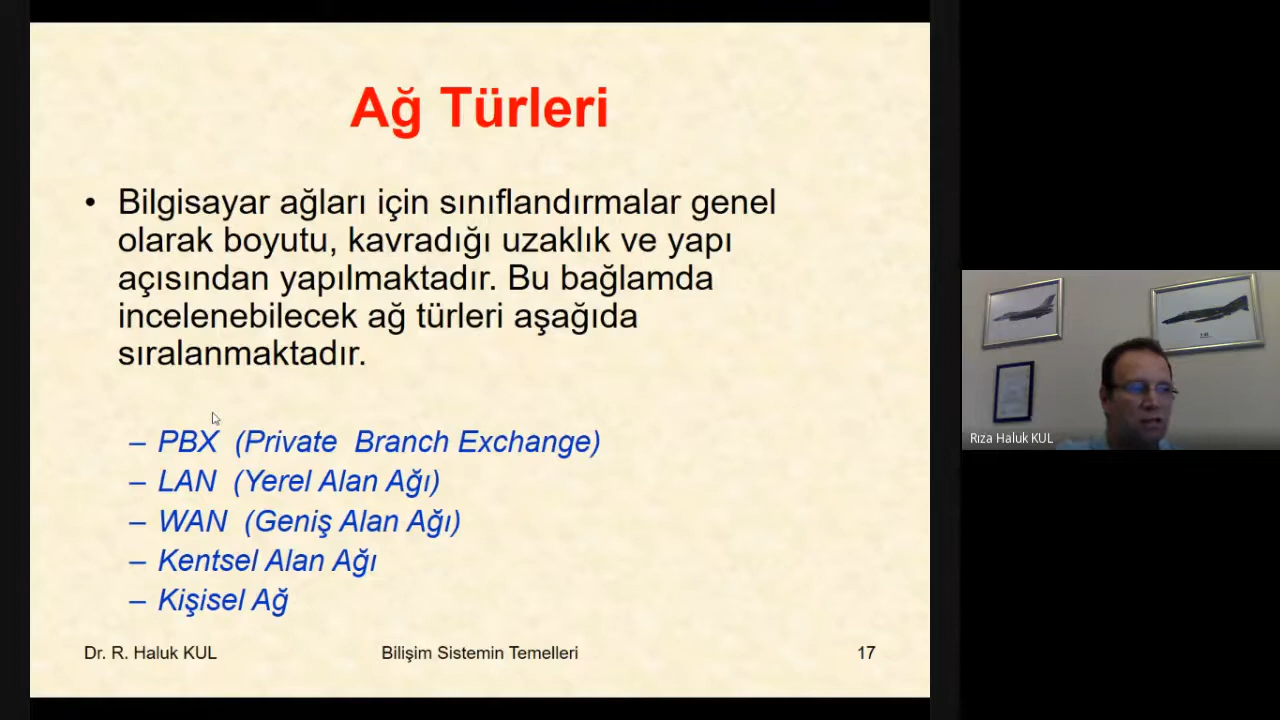 Ağ Türleri
• Bilgisayar ağları için sınıflandırmalar genel
olarak boyutu, kavradığı uzaklık ve yapı
açısından yapılmaktadır. Bu bağlamda
incelenebilecek ağ türleri aşağıda
sıralanmaktadır.
– PBX (Private Branch Exchange)
– LAN (Yerel Alan Ağı)
– WAN (Geniş Alan Ağı)
– Kentsel Alan Ağı
– Kişisel Ağ
Dr. R. Haluk KUL Bilişim Sistemin Temelleri 17
Rıza Haluk KUL